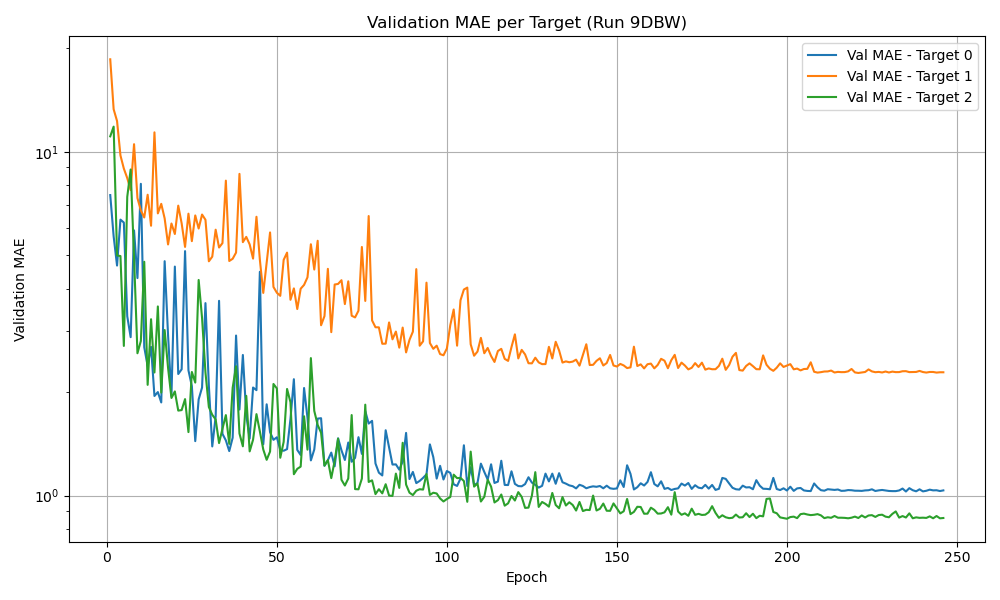 Validation MAE per Target (Run 9DBW)
Val MAE - Target 0
Val MAE - Target 1
Val MAE - Target 2
Validation MAE
10¹
10⁰
0 50 100 150 200 250
Epoch